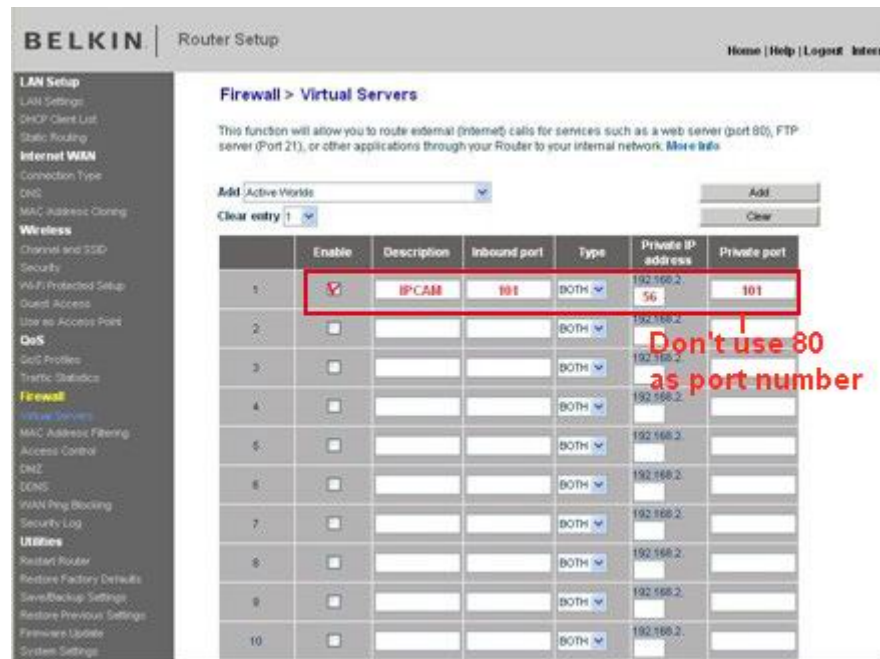 BELKIN | Router Setup
Home | Help | Logout Inter
LAN Setup
LAN Settings
DHCP Client List
Static Routing
Internet WAN
Connection Type
DNS
MAC Address Cloning
Wireless
Channel and SSID
Security
Wi-Fi Protected Setup
Guest Access
Use as Access Point
QoS
QoS Profiles
Traffic Statistics
Firewall
Virtual Servers
MAC Address Filtering
Access Control
DMZ
DDNS
WAN Ping Blocking
Security Log
Utilities
Restart Router
Restore Factory Defaults
Save/Backup Settings
Restore Previous Settings
Firmware Update
System Settings
Firewall > Virtual Servers
This function will allow you to route external (Internet) calls for services such as a web server (port 80), FTP
server (Port 21), or other applications through your Router to your internal network. More Info
Add Active Worlds Add
Clear entry 1 Clear
Enable Description Inbound port Type Private IP address Private port
1 IPCAM 101 BOTH 192.168.2. 56 101
2 BOTH 192.168.2.
Don't use 80
as port number
3 BOTH 192.168.2.
4 BOTH 192.168.2.
5 BOTH 192.168.2.
6 BOTH 192.168.2.
7 BOTH 192.168.2.
8 BOTH 192.168.2.
9 BOTH 192.168.2.
10 BOTH 192.168.2.